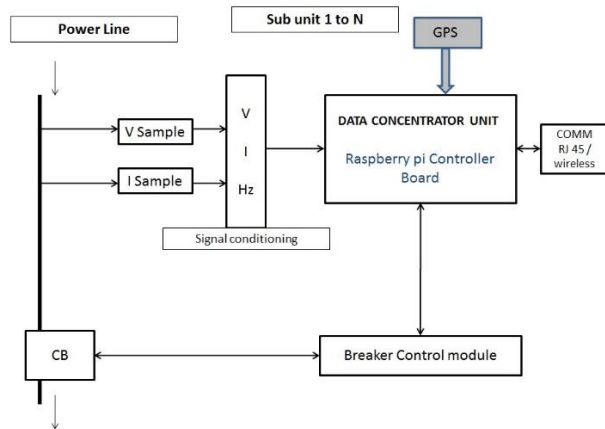 Power Line
Sub unit 1 to N
GPS
V Sample
I Sample
V
I
Hz
Signal conditioning
DATA CONCENTRATOR UNIT
Raspberry pi Controller
Board
COMM
RJ 45 /
wireless
CB
Breaker Control module